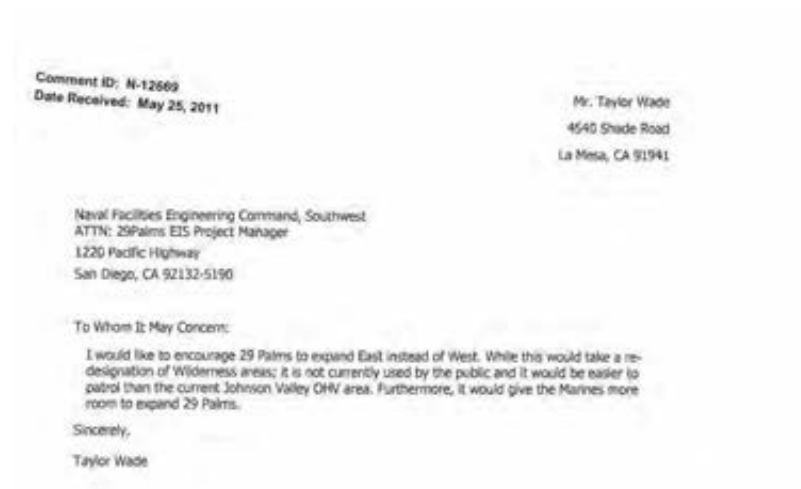 Comment ID: N-12669
Date Received: May 25, 2011
Mr. Taylor Wade
4540 Shade Road
La Mesa, CA 91941
Naval Facilities Engineering Command, Southwest
ATTN: 29Palms EIS Project Manager
1220 Pacific Highway
San Diego, CA 92132-5190
To Whom It May Concern:
I would like to encourage 29 Palms to expand East instead of West. While this would take a re-
designation of Wilderness areas; it is not currently used by the public and it would be easier to
patrol than the current Johnson Valley OHV area. Furthermore, it would give the Marines more
room to expand 29 Palms.
Sincerely,
Taylor Wade